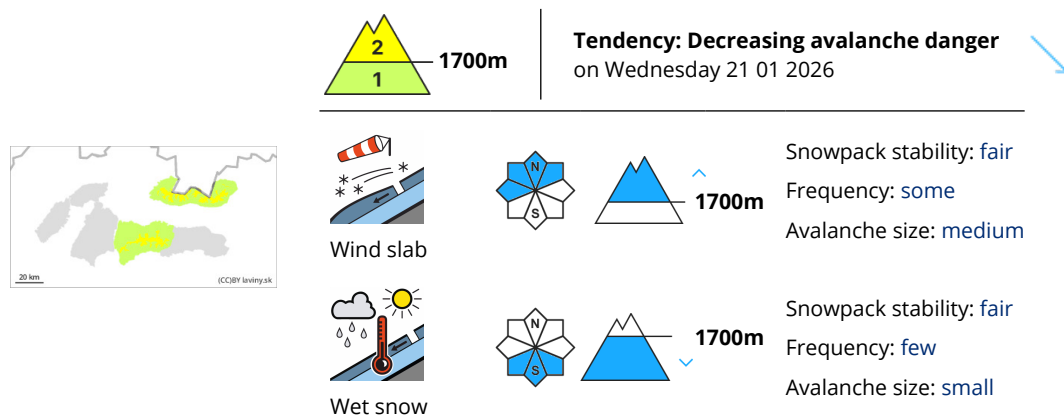 2
1
1700m
Tendency: Decreasing avalanche danger
on Wednesday 21 01 2026
20 km
(CC)BY laviny.sk
Wind slab
N
S
1700m
Snowpack stability: fair
Frequency: some
Avalanche size: medium
Wet snow
N
S
1700m
Snowpack stability: fair
Frequency: few
Avalanche size: small